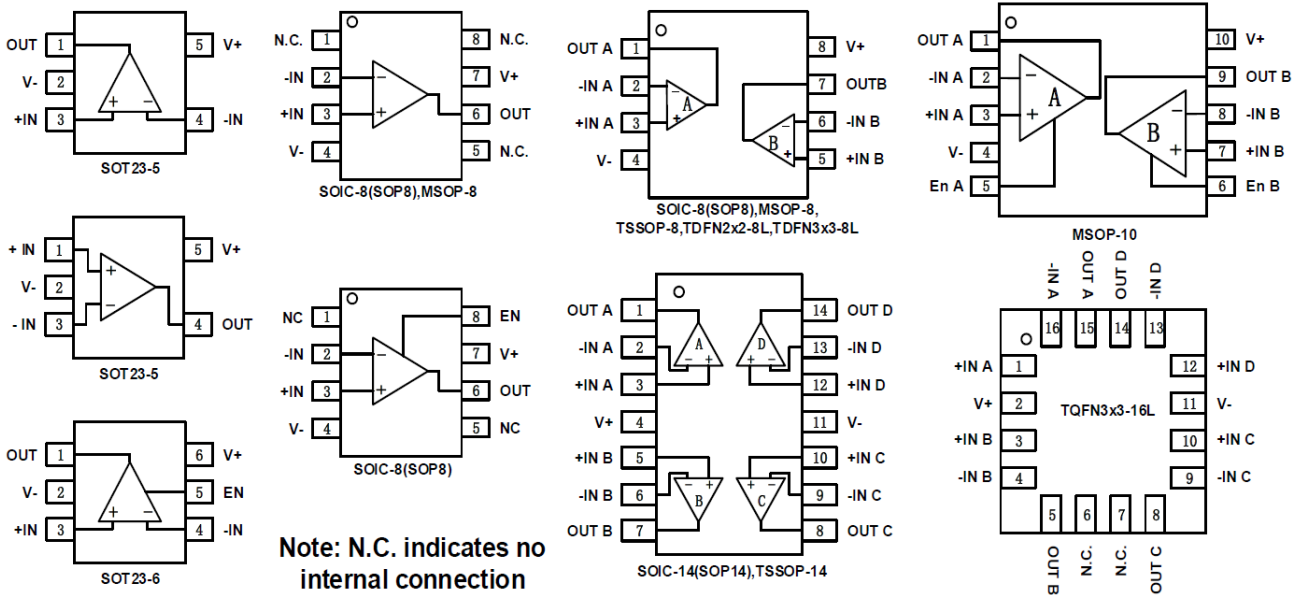 OUT 1 5 V+
V- 2
+IN 3 4 -IN
+ −
SOT23-5
N.C. 1 8 N.C.
-IN 2 − 7 V+
+IN 3 + 6 OUT
V- 4 5 N.C.
SOIC-8(SOP8),MSOP-8
OUT A 1 8 V+
-IN A 2 − A 7 OUTB
+IN A 3 + − 6 -IN B
V- 4 B + 5 +IN B
SOIC-8(SOP8),MSOP-8,
TSSOP-8,TDFN2x2-8L,TDFN3x3-8L
OUT A 1 10 V+
-IN A 2 − A 9 OUT B
+IN A 3 + − 8 -IN B
V- 4 B + 7 +IN B
En A 5 6 En B
MSOP-10
+ IN 1 + 5 V+
V- 2
- IN 3 − 4 OUT
SOT23-5
NC 1 8 EN
-IN 2 − 7 V+
+IN 3 + 6 OUT
V- 4 5 NC
SOIC-8(SOP8)
OUT A 1 14 OUT D
-IN A 2 A D 13 -IN D
− + + −
+IN A 3 12 +IN D
V+ 4 11 V-
+IN B 5 10 +IN C
− + + −
-IN B 6 B C 9 -IN C
OUT B 7 8 OUT C
SOIC-14(SOP14),TSSOP-14
-IN A OUT A OUT D -IN D
16 15 14 13
+IN A 1 12 +IN D
V+ 2 TQFN3x3-16L 11 V-
+IN B 3 10 +IN C
-IN B 4 9 -IN C
5 6 7 8
OUT B N.C. N.C. OUT C
OUT 1 6 V+
V- 2 5 EN
+IN 3 4 -IN
+ −
SOT23-6
Note: N.C. indicates no
internal connection